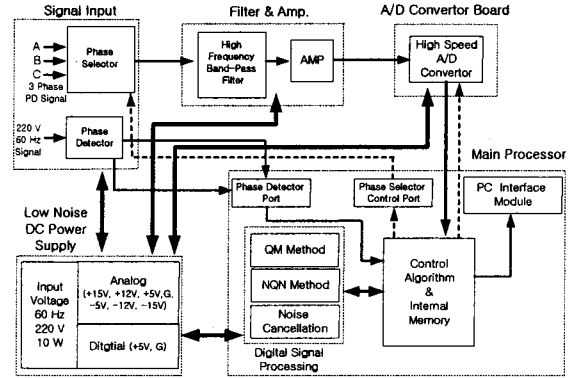 Signal Input
Filter & Amp.
A/D Convertor Board
A
B
C
3 Phase
PD Signal
Phase
Selector
High
Frequency
Band-Pass
Filter
AMP
High Speed
A/D
Convertor
220 V
60 Hz
Signal
Phase
Detector
Main Processor
Phase Detector
Port
Phase Selector
Control Port
PC Interface
Module
Low Noise
DC Power
Supply
QM Method
NQN Method
Noise
Cancellation
Control
Algorithm
&
Internal
Memory
Input
Voltage
60 Hz
220 V
10 W
Analog
(+15V, +12V, +5V,G,
-5V, -12V, -15V)
Ditgtial (+5V, G)
Digital Signal
Processing